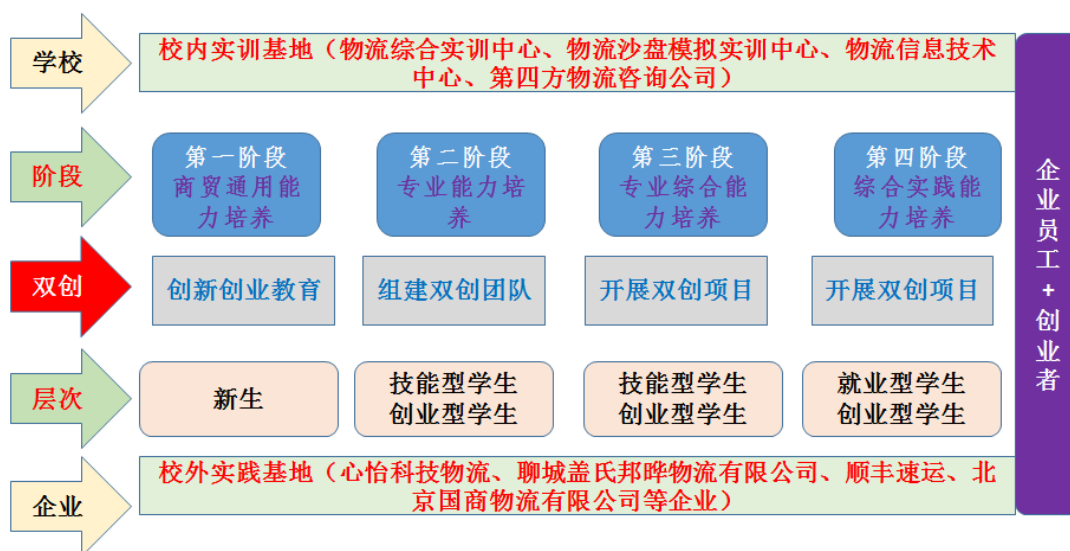 学校
校内实训基地（物流综合实训中心、物流沙盘模拟实训中心、物流信息技术
中心、第四方物流咨询公司）
阶段
第一阶段
商贸通用能
力培养
第二阶段
专业能力培
养
第三阶段
专业综合能
力培养
第四阶段
综合实践能
力培养
双创
创新创业教育
组建双创团队
开展双创项目
开展双创项目
层次
新生
技能型学生
创业型学生
技能型学生
创业型学生
就业型学生
创业型学生
企业
校外实践基地（心怡科技物流、聊城盖氏邦晔物流有限公司、顺丰速运、北
京国商物流有限公司等企业）
企业员工+创业者